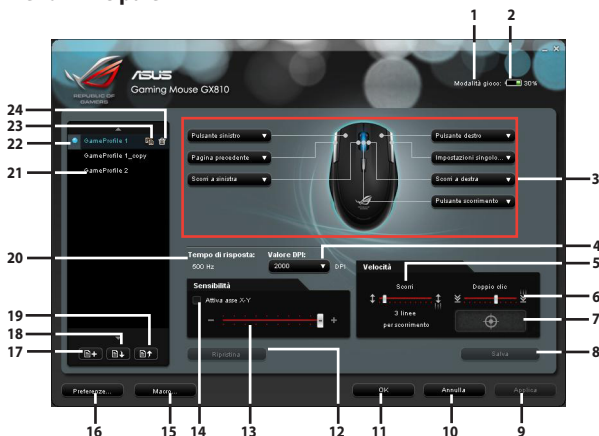 1
2
REPUBLIC OF
GAMERS
ASUS
Gaming Mouse GX810
Modalità gioco:
30%
24
23
22
21
GameProfile 1
GameProfile 1_copy
GameProfile 2
Pulsante sinistro
Pagina precedente
Scorri a sinistra
Pulsante destro
Impostazioni singolo...
Scorri a destra
Pulsante scorrimento
3
4
5
6
7
8
20
Tempo di risposta:
500 Hz
Valore DPI:
2000
DPI
Velocità
Scorri
Doppio clic
3 linee
per scorrimento
Sensibilità
Attiva asse X-Y
19
18
17
Ripristina
Salva
Preferenze...
Macro...
OK
Annulla
Applica
16
15
14
13
12
11
10
9